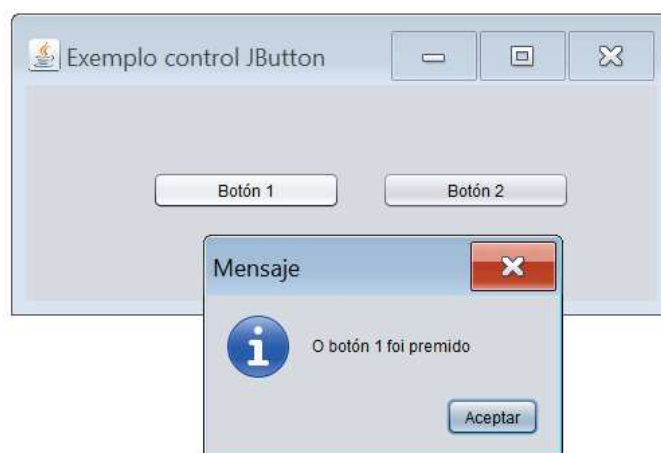 Exemplo control JButton
Botón 1
Botón 2
Mensaje
O botón 1 foi premido
Aceptar